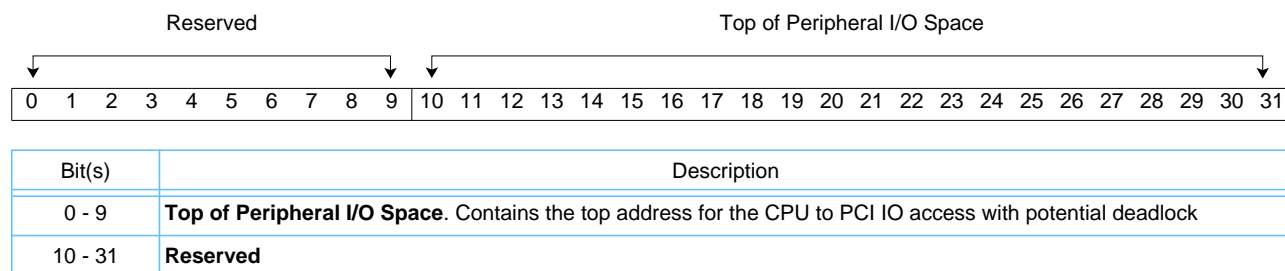 Reserved Top of Peripheral I/O Space
0 1 2 3 4 5 6 7 8 9 10 11 12 13 14 15 16 17 18 19 20 21 22 23 24 25 26 27 28 29 30 31
Bit(s) Description
0 - 9 Top of Peripheral I/O Space. Contains the top address for the CPU to PCI IO access with potential deadlock
10 - 31 Reserved